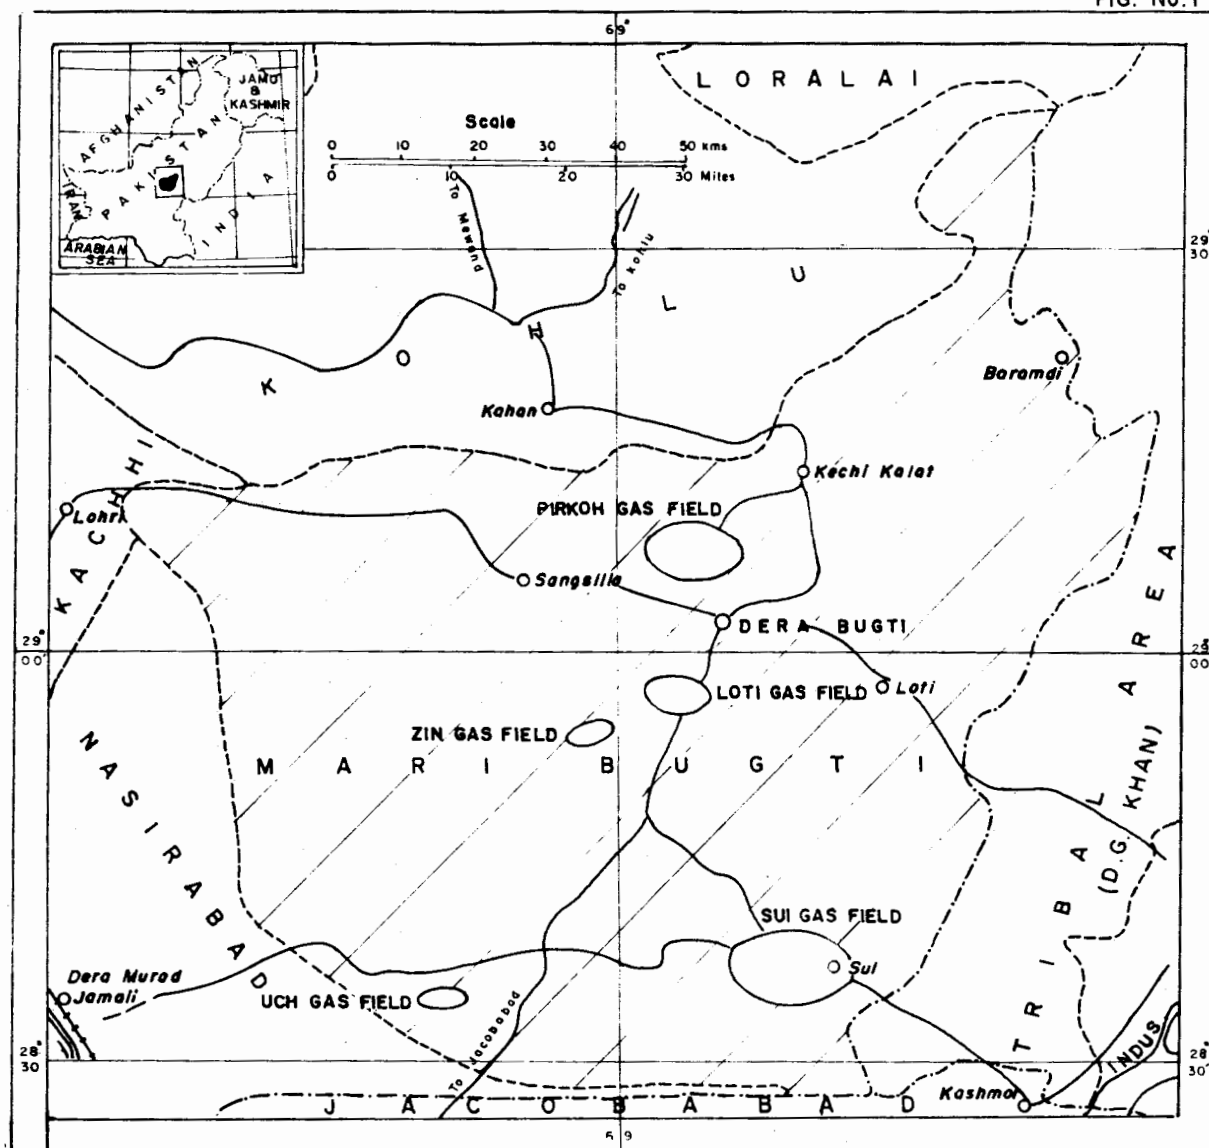 FIG. No.1
69°
AFGHANISTAN
JAMU
&
KASHMIR
PAKISTAN
IRAN
INDIA
ARABIAN
SEA
LORALAI
Scale
0 10 20 30 40 50 kms
0 10 20 30 Miles
To Mewand
To Kohlu
30
KOHLU
Baramdi
Kahan
KACHHI
Lehri
Kechi Kalat
PIRKOH GAS FIELD
Sangsilla
DERA BUGTI
29°
00'
29°
00'
LOTI GAS FIELD
Loti
ZIN GAS FIELD
MARI BUGTI
NASIRABAD
TRIBAL AREA
(D.G. KHAN)
SUI GAS FIELD
Sui
Dera Murad
Jamali
UCH GAS FIELD
To Jacobabad
INDUS
28°
30'
28°
30'
Kashmor
JACOBABAD
69